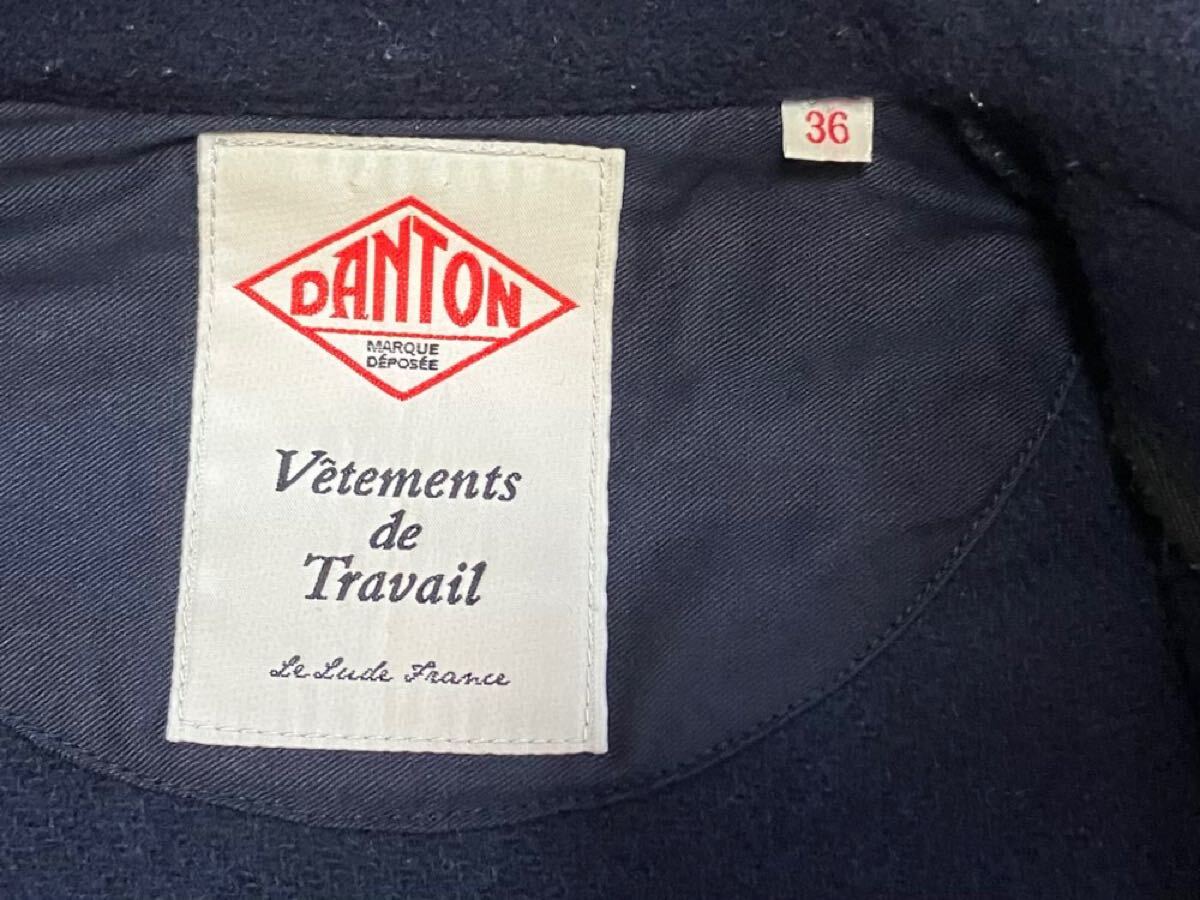 36
DANTON
MARQUE
DÉPOSÉE
Vêtements
de
Travail
Le Lude France